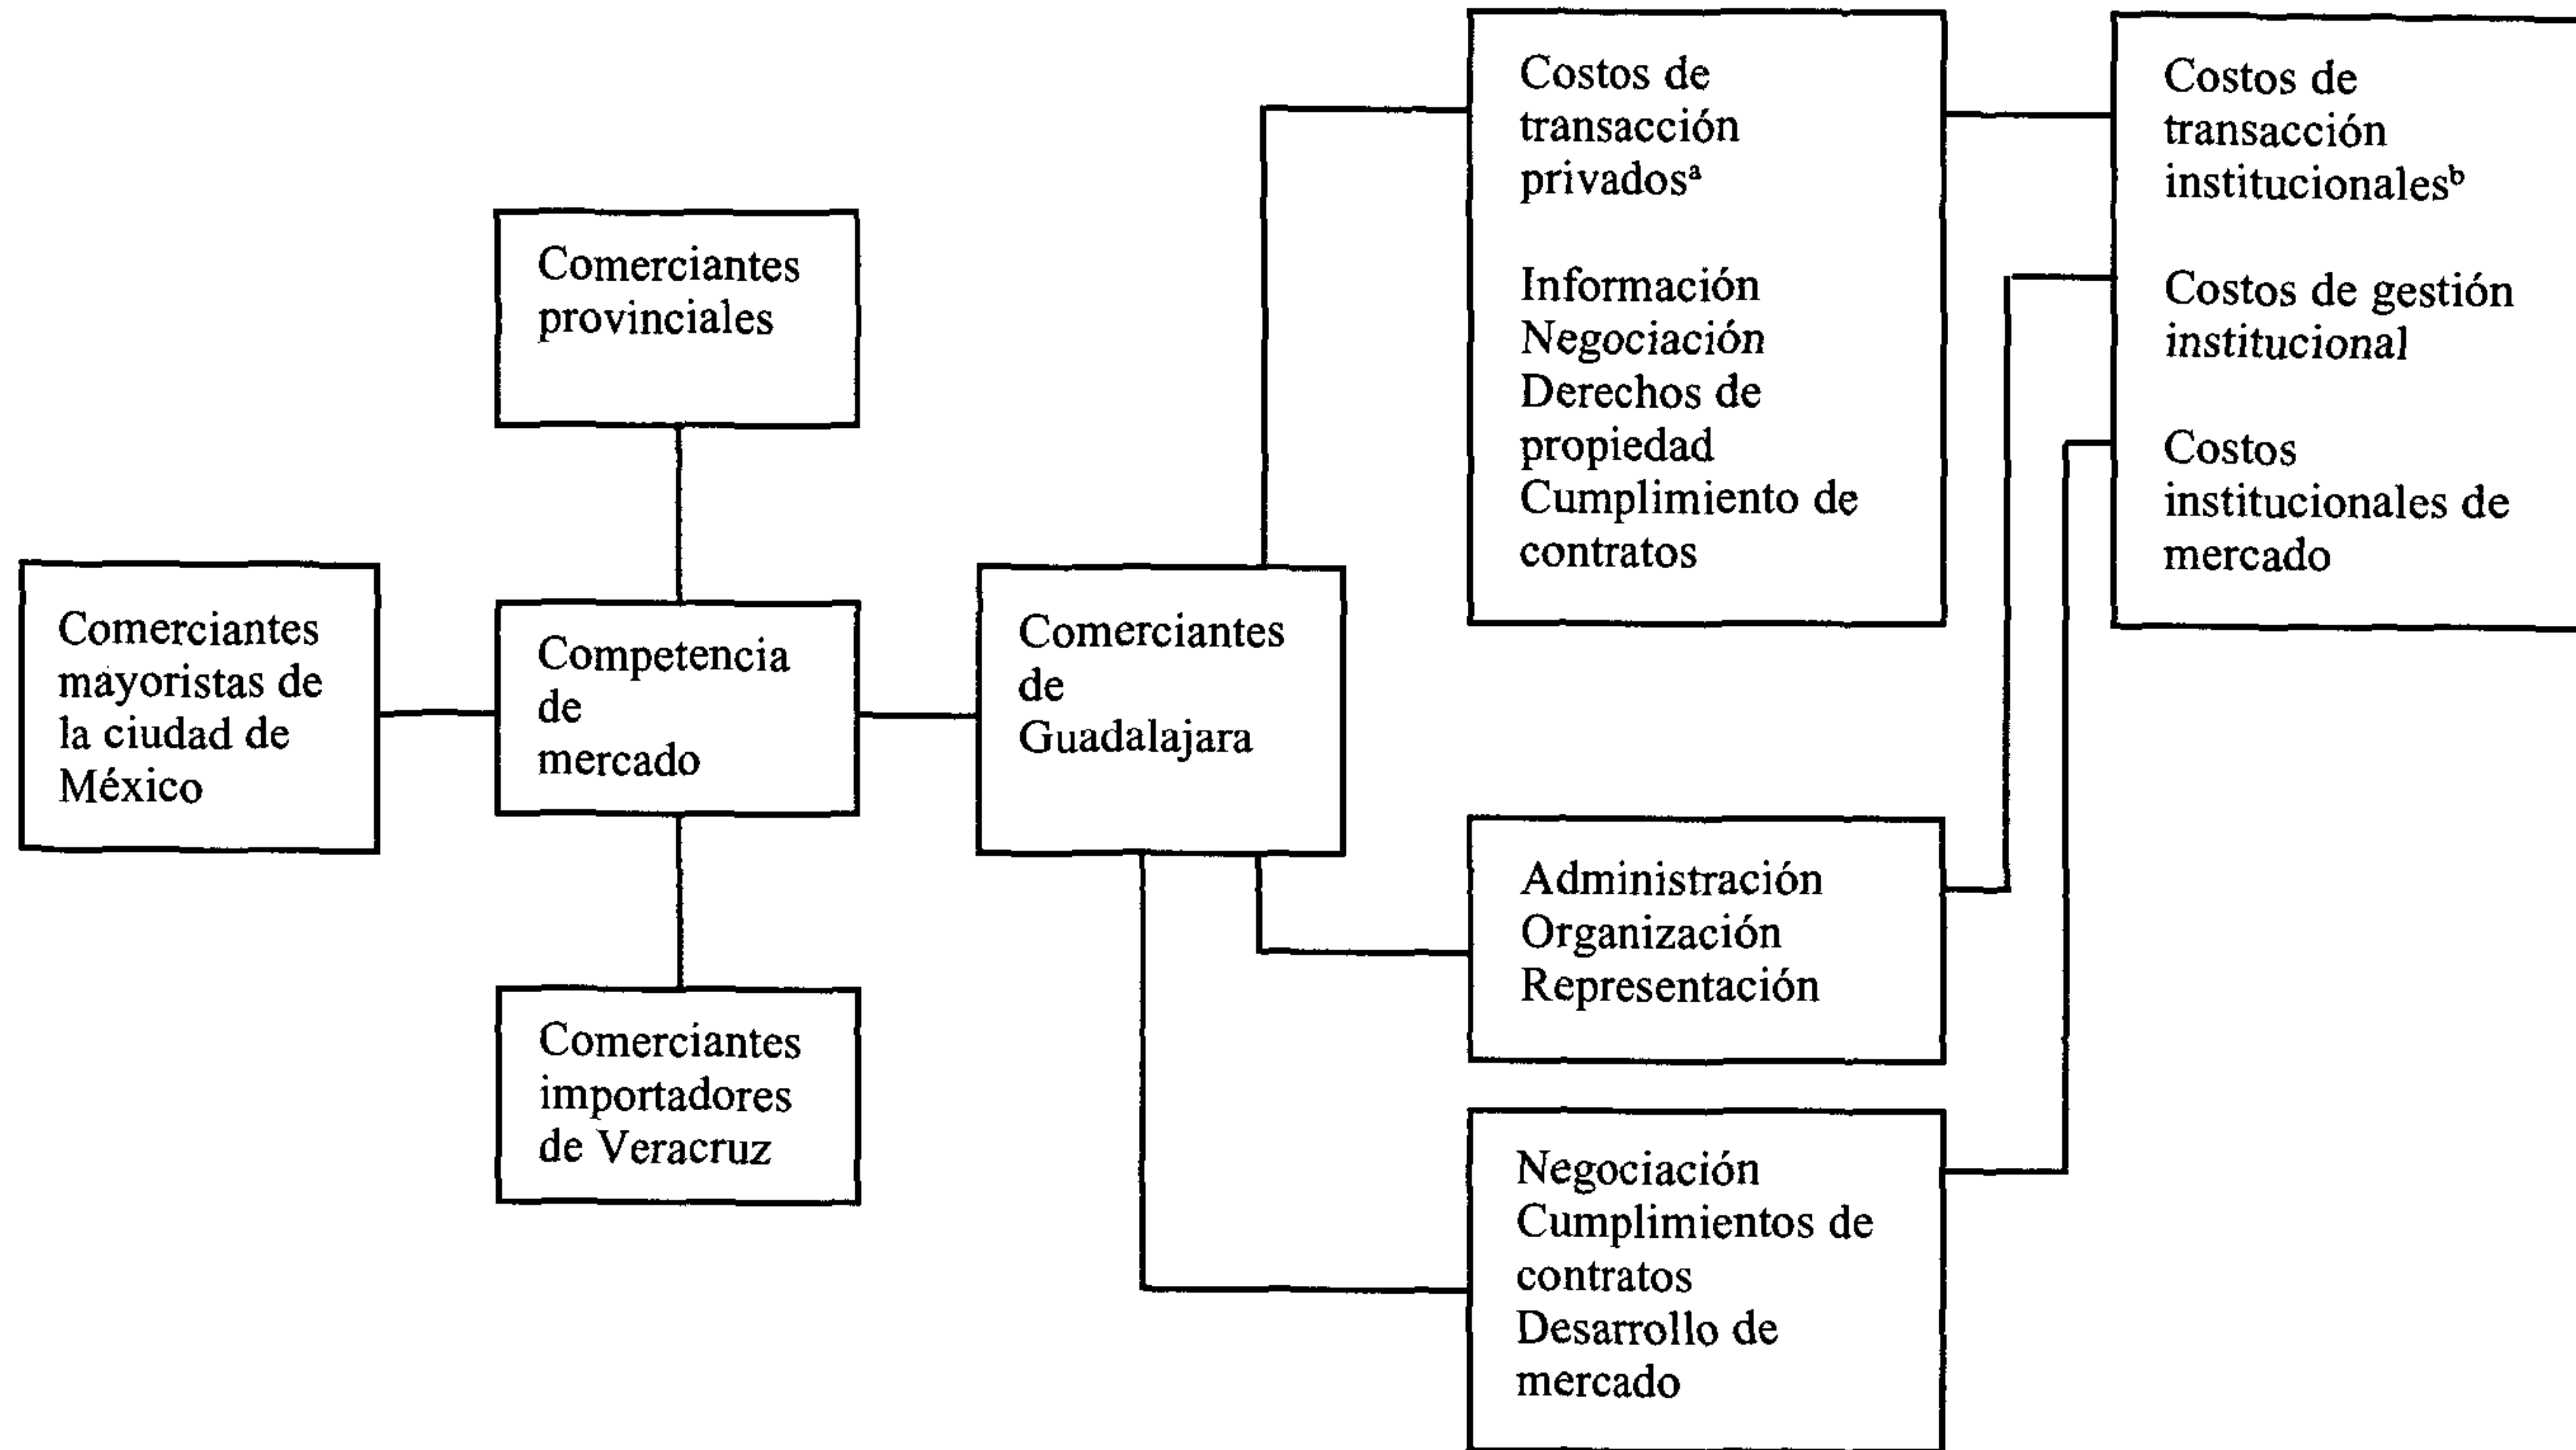 Comerciantes
mayoristas de
la ciudad de
México
Comerciantes
provinciales
Competencia
de
mercado
Comerciantes
importadores
de Veracruz
Comerciantes
de
Guadalajara
Costos de
transacción
privadosᵃ
Información
Negociación
Derechos de
propiedad
Cumplimiento de
contratos
Administración
Organización
Representación
Negociación
Cumplimientos de
contratos
Desarrollo de
mercado
Costos de
transacción
institucionalesᵇ
Costos de gestión
institucional
Costos
institucionales de
mercado